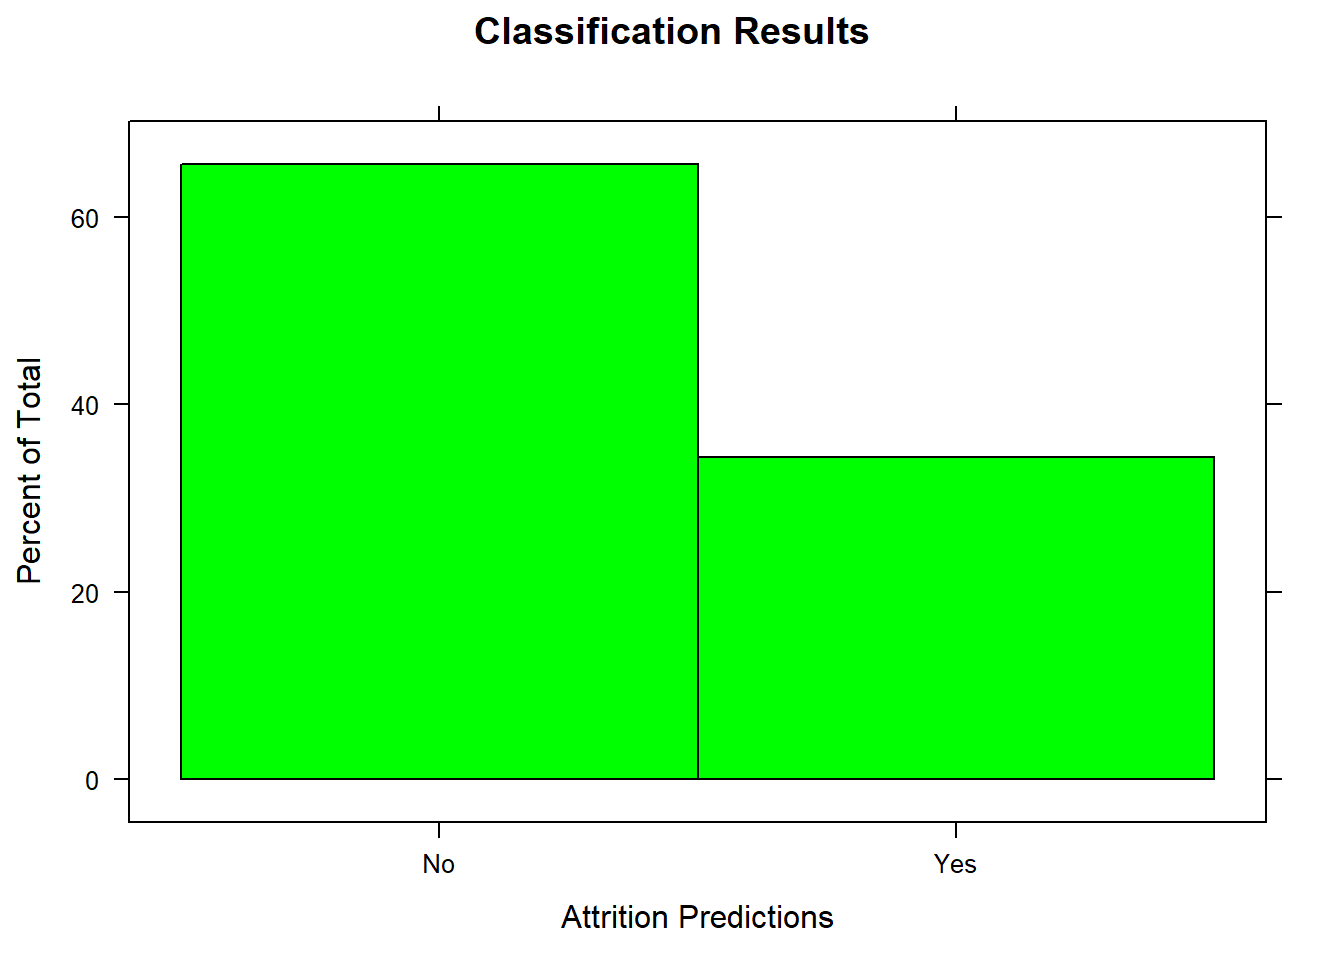 Classification Results
Percent of Total
60
40
20
0
No
Yes
Attrition Predictions